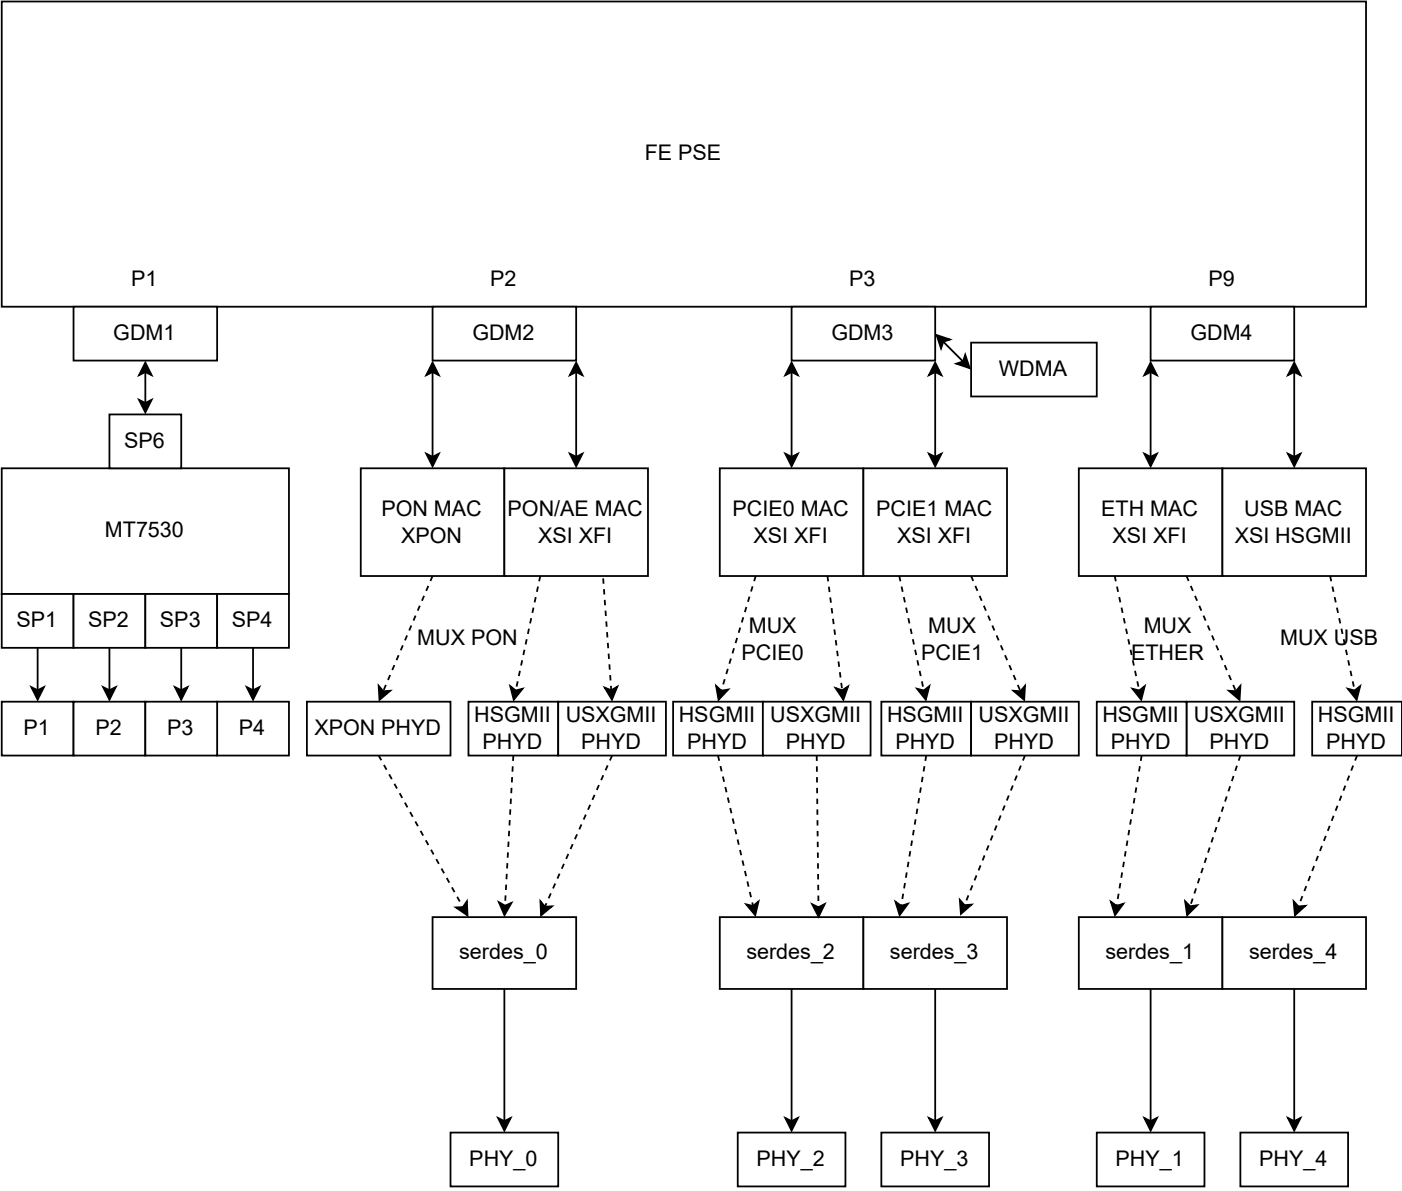 FE PSE
P1
P2
P3
P9
GDM1
GDM2
GDM3
GDM4
WDMA
SP6
MT7530
PON MAC
XPON
PON/AE MAC
XSI XFI
PCIE0 MAC
XSI XFI
PCIE1 MAC
XSI XFI
ETH MAC
XSI XFI
USB MAC
XSI HSGMII
SP1
SP2
SP3
SP4
MUX PON
MUX
PCIE0
MUX
PCIE1
MUX
ETHER
MUX USB
P1
P2
P3
P4
XPON PHYD
HSGMII
PHYD
USXGMII
PHYD
HSGMII
PHYD
USXGMII
PHYD
HSGMII
PHYD
USXGMII
PHYD
HSGMII
PHYD
USXGMII
PHYD
HSGMII
PHYD
serdes_0
serdes_2
serdes_3
serdes_1
serdes_4
PHY_0
PHY_2
PHY_3
PHY_1
PHY_4